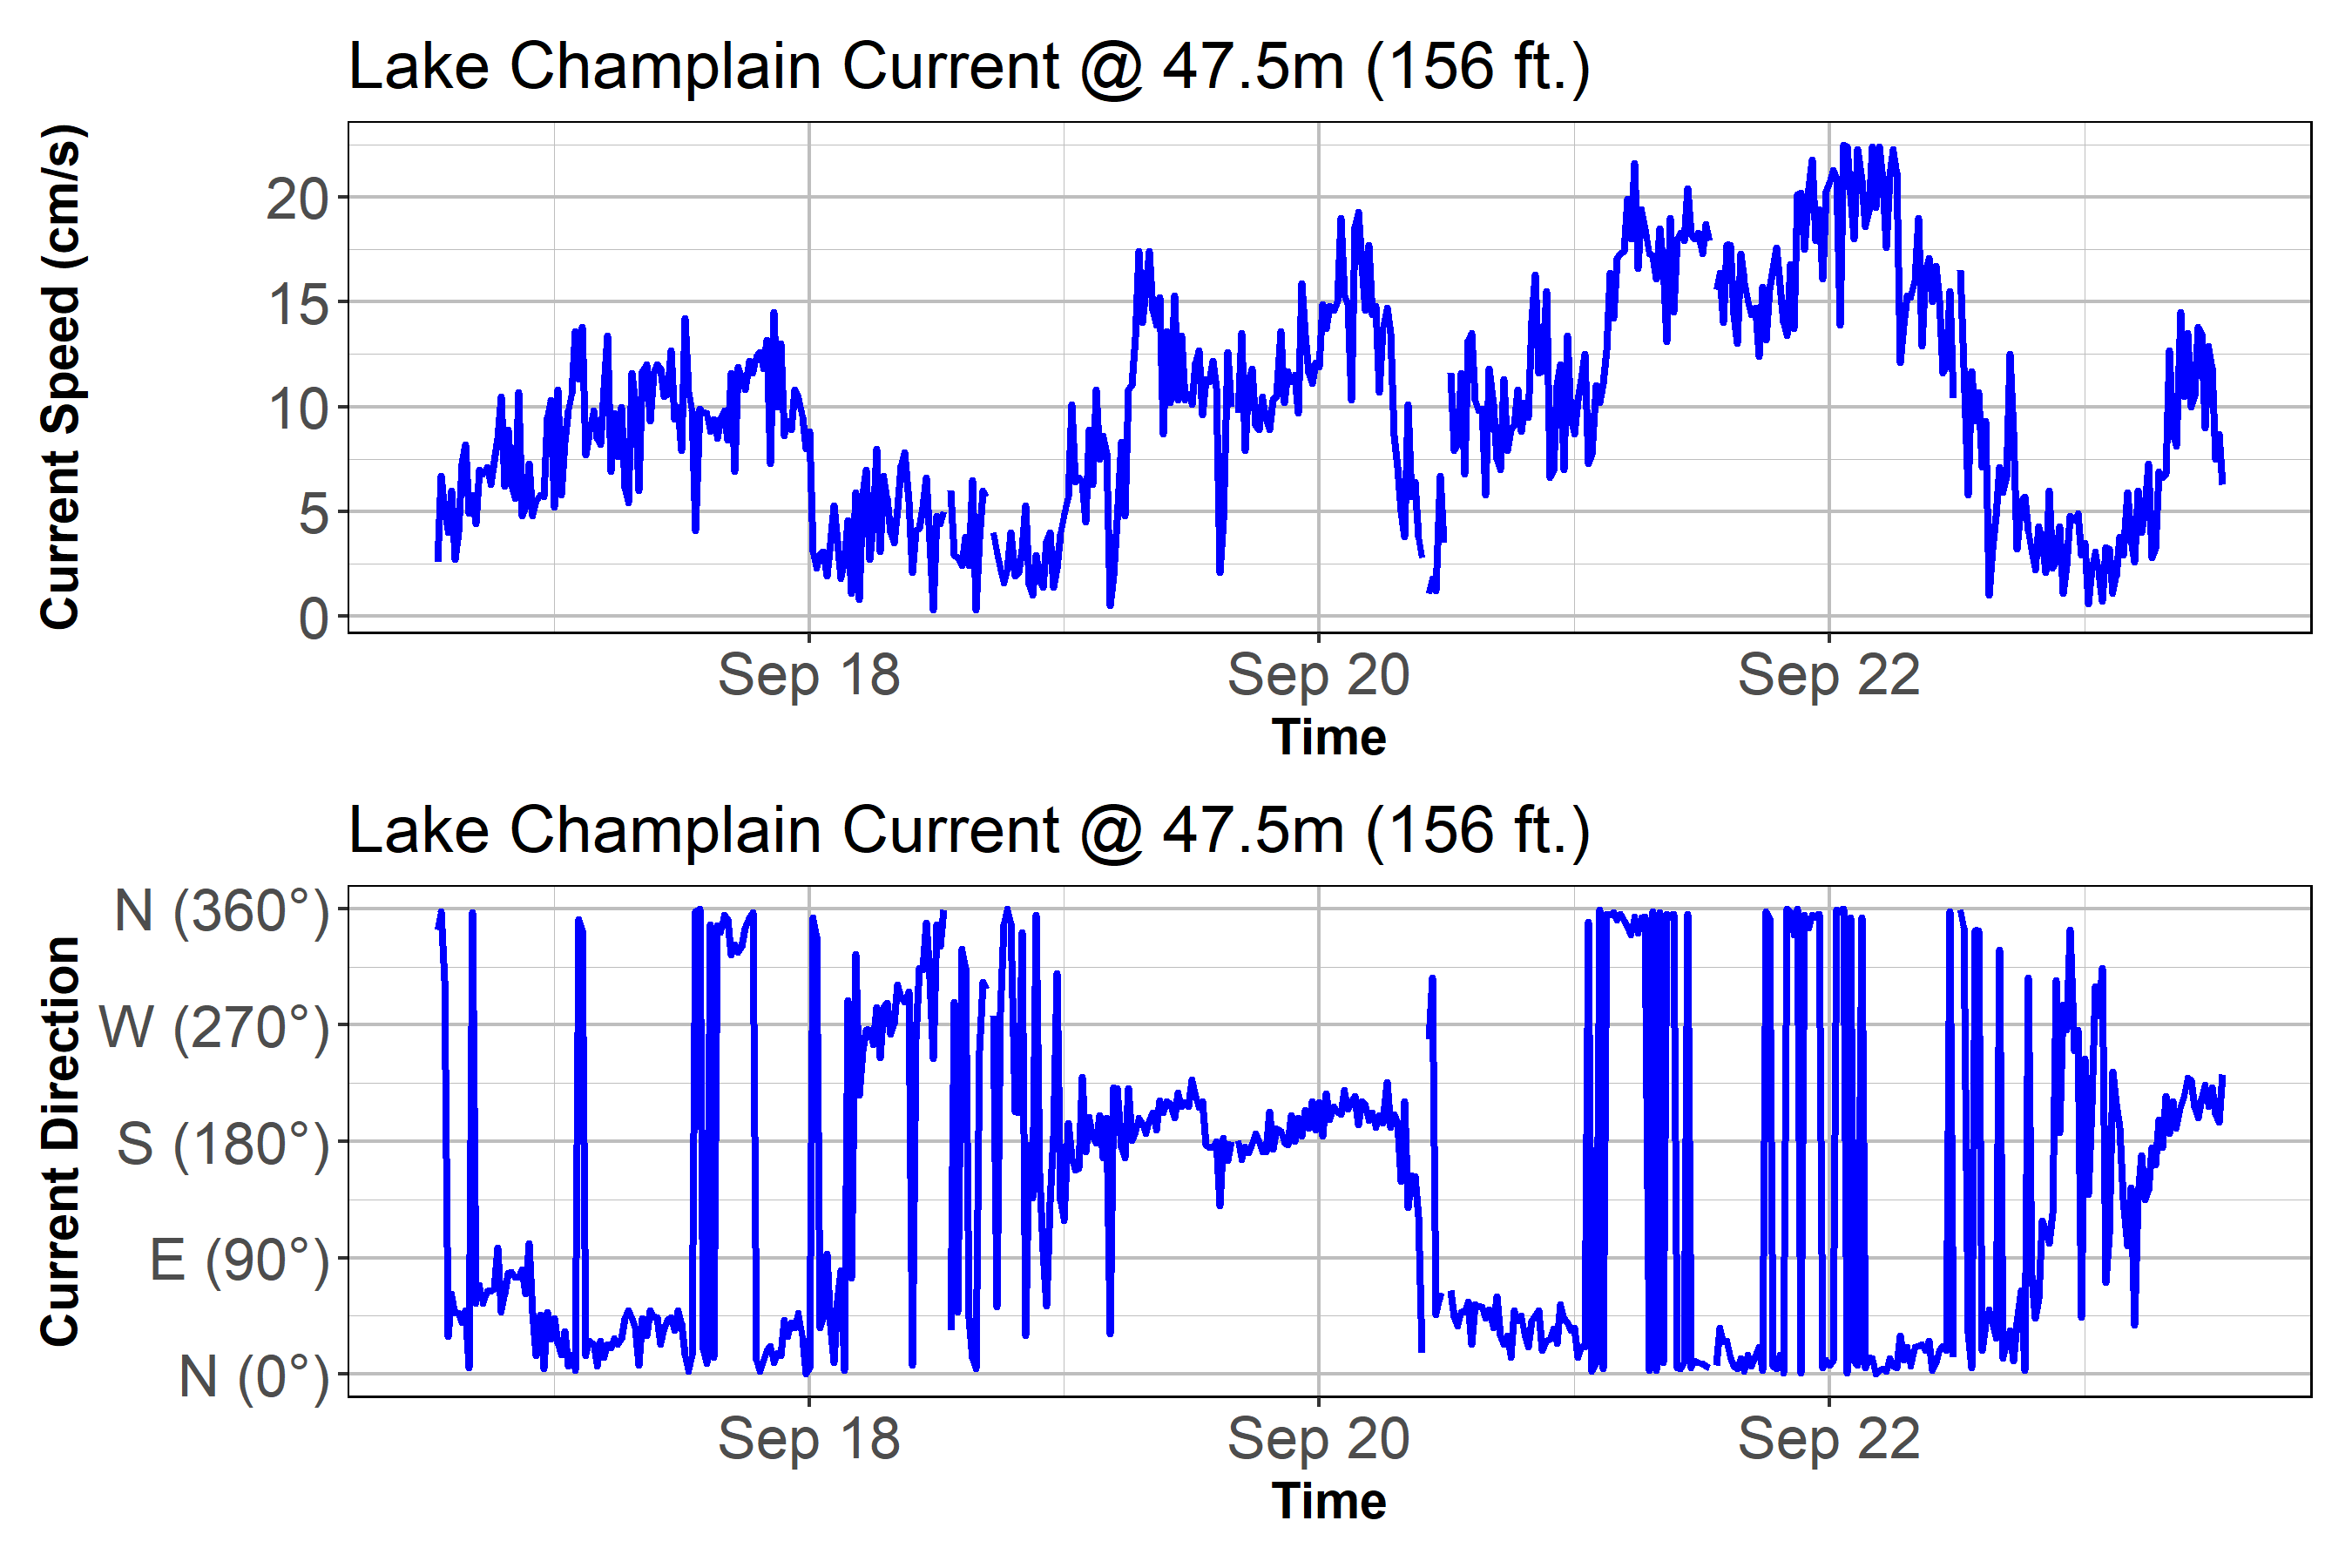 Lake Champlain Current @ 47.5m (156 ft.)
Current Speed (cm/s)
20
15
10
5
0
Sep 18 Sep 20 Sep 22
Time
Lake Champlain Current @ 47.5m (156 ft.)
Current Direction
N (360°)
W (270°)
S (180°)
E (90°)
N (0°)
Sep 18 Sep 20 Sep 22
Time